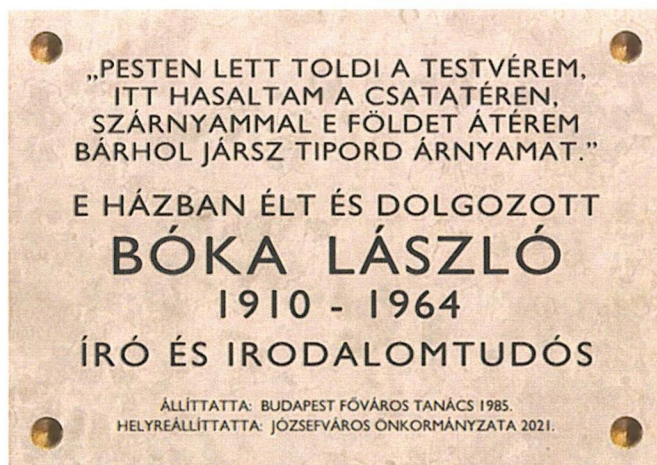 „PESTEN LETT TOLDI A TESTVÉREM,
ITT HASALTAM A CSATATÉREN,
SZÁRNYAMMAL E FÖLDET ÁTÉREM
BÁRHOL JÁRSZ TIPORD ÁRNYAMAT.”
E HÁZBAN ÉLT ÉS DOLGOZOTT
BÓKA LÁSZLÓ
1910 - 1964
ÍRÓ ÉS IRODALOMTUDÓS
ÁLLÍTTATTA: BUDAPEST FŐVÁROS TANÁCS 1985.
HELYREÁLLÍTTATTA: JÓZSEFVÁROS ÖNKORMÁNYZATA 2021.